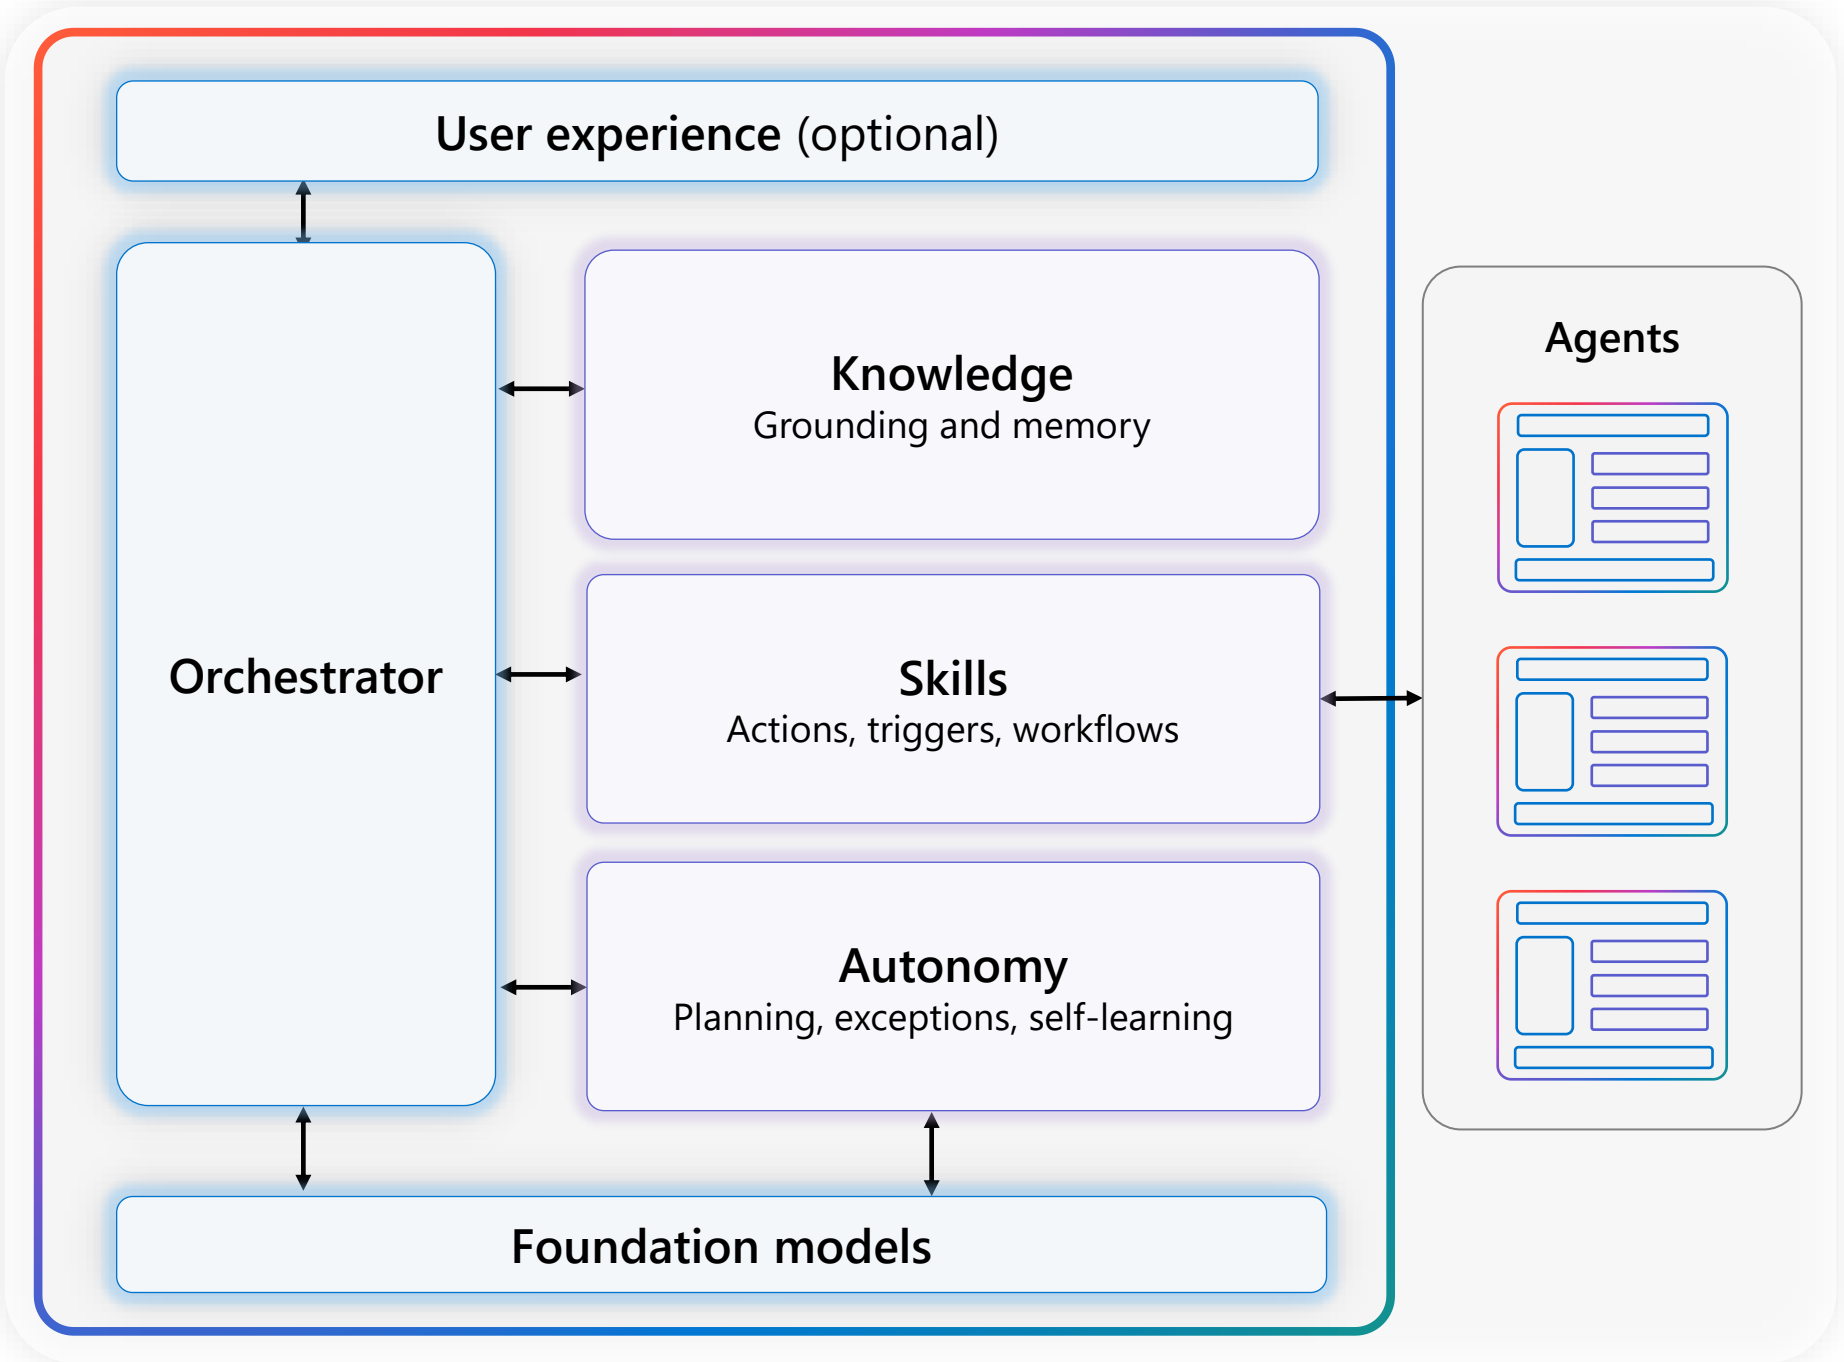 User experience (optional)
Orchestrator
Knowledge
Grounding and memory
Skills
Actions, triggers, workflows
Autonomy
Planning, exceptions, self-learning
Foundation models
Agents